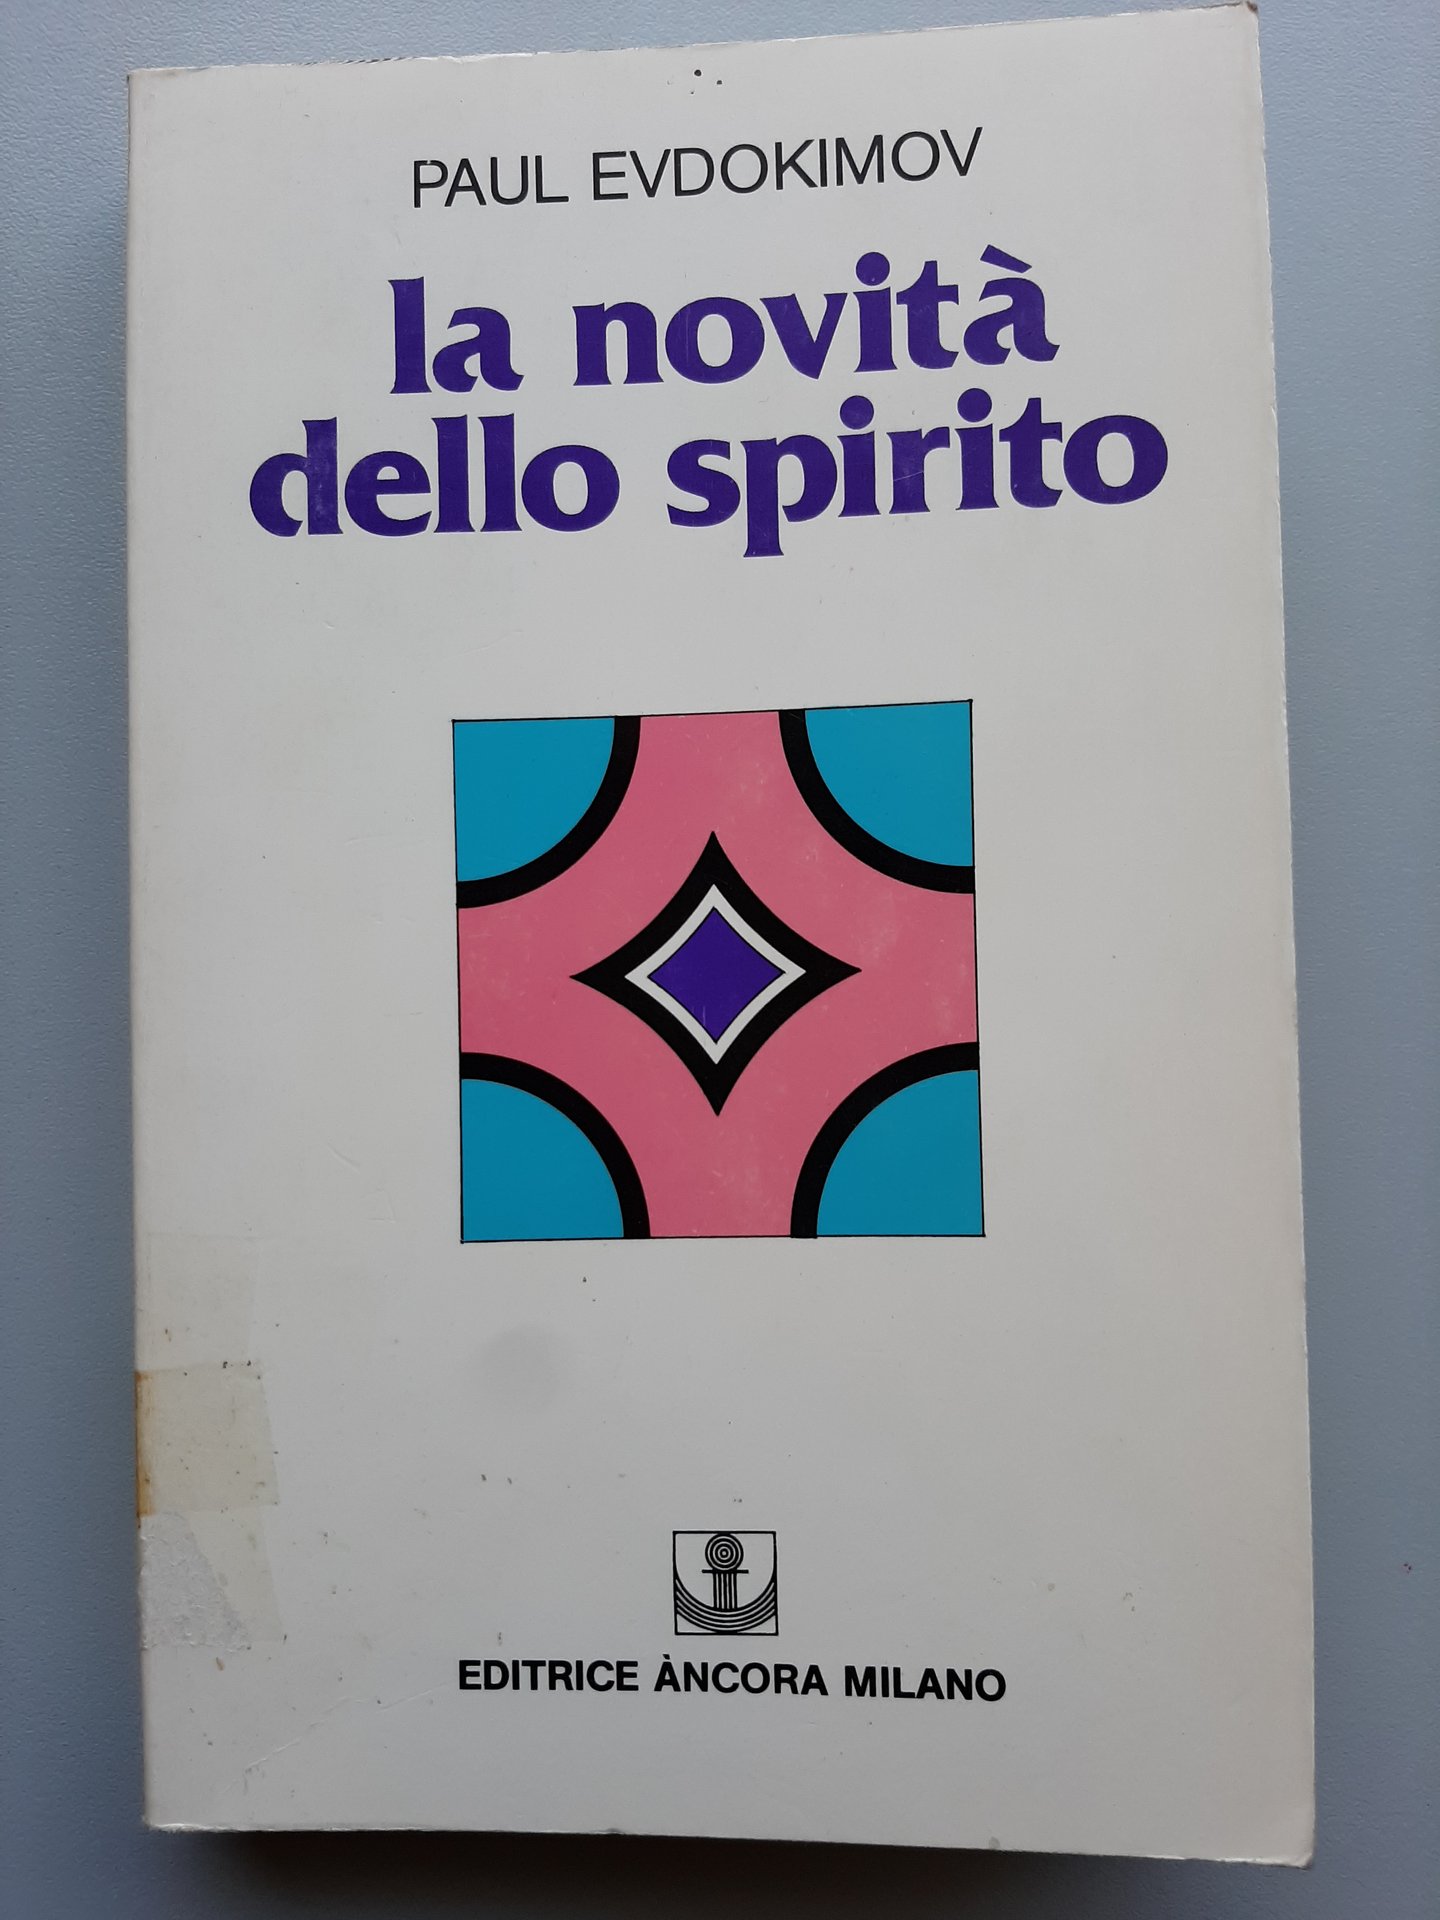 PAUL EVDOKIMOV
la novità
dello spirito
EDITRICE ÀNCORA MILANO